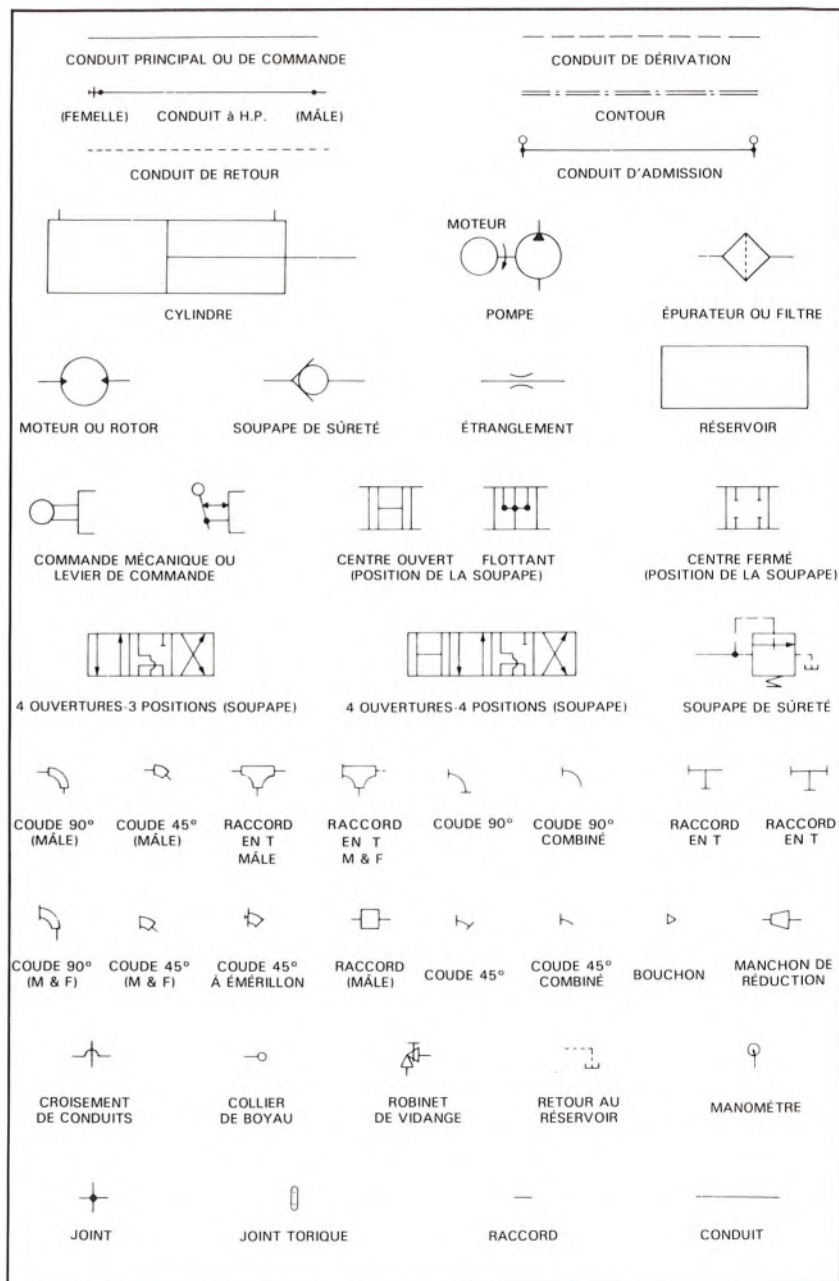 CONDUIT PRINCIPAL OU DE COMMANDE
CONDUIT DE DÉRIVATION
(FEMELLE) CONDUIT à H.P. (MÂLE)
CONTOUR
CONDUIT DE RETOUR
CONDUIT D'ADMISSION
MOTEUR
CYLINDRE
POMPE
ÉPURATEUR OU FILTRE
MOTEUR OU ROTOR
SOUPAPE DE SÛRETÉ
ÉTRANGLEMENT
RÉSERVOIR
COMMANDE MÉCANIQUE OU
LEVIER DE COMMANDE
CENTRE OUVERT FLOTTANT
(POSITION DE LA SOUPAPE)
CENTRE FERMÉ
(POSITION DE LA SOUPAPE)
4 OUVERTURES-3 POSITIONS (SOUPAPE)
4 OUVERTURES-4 POSITIONS (SOUPAPE)
SOUPAPE DE SÛRETÉ
COUDE 90°
(MÂLE)
COUDE 45°
(MÂLE)
RACCORD
EN T
MÂLE
RACCORD
EN T
M & F
COUDE 90°
COUDE 90°
COMBINÉ
RACCORD
EN T
RACCORD
EN T
COUDE 90°
(M & F)
COUDE 45°
(M & F)
COUDE 45°
À ÉMÉRILLON
RACCORD
(MÂLE)
COUDE 45°
COUDE 45°
COMBINÉ
BOUCHON
MANCHON DE
RÉDUCTION
CROISEMENT
DE CONDUITS
COLLIER
DE BOYAU
ROBINET
DE VIDANGE
RETOUR AU
RÉSERVOIR
MANOMÉTRE
JOINT
JOINT TORIQUE
RACCORD
CONDUIT